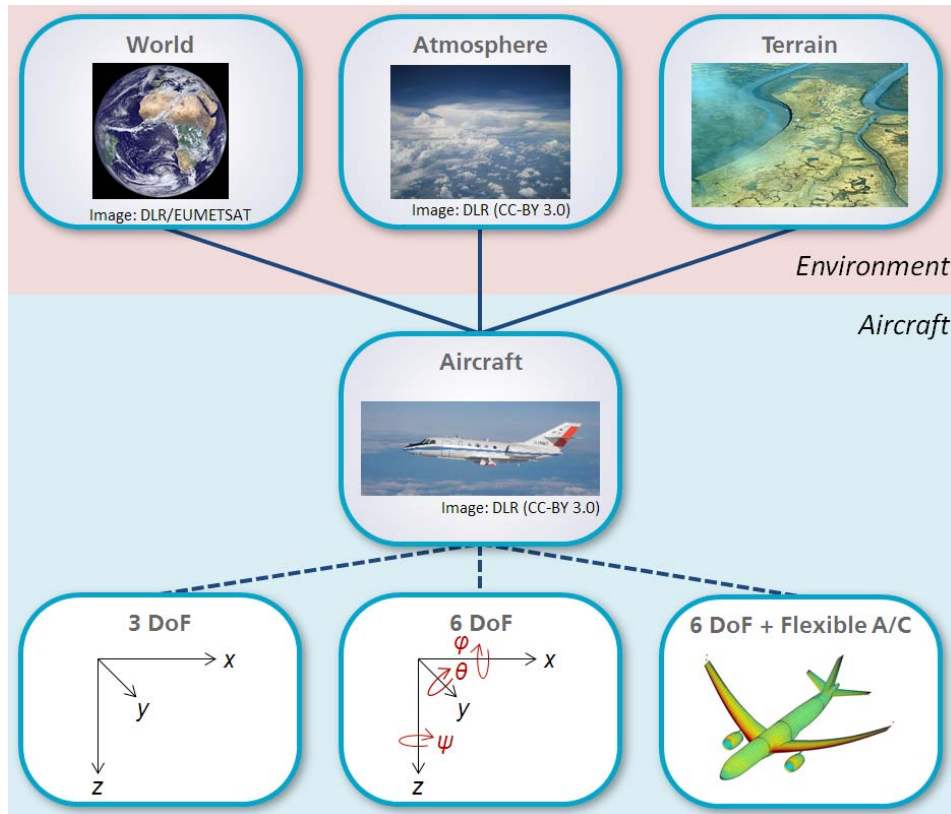 World
Atmosphere
Terrain
Image: DLR/EUMETSAT
Image: DLR (CC-BY 3.0)
Environment
Aircraft
Aircraft
Image: DLR (CC-BY 3.0)
3 DoF
6 DoF
6 DoF + Flexible A/C
x
y
z
φ
θ
x
y
ψ
z